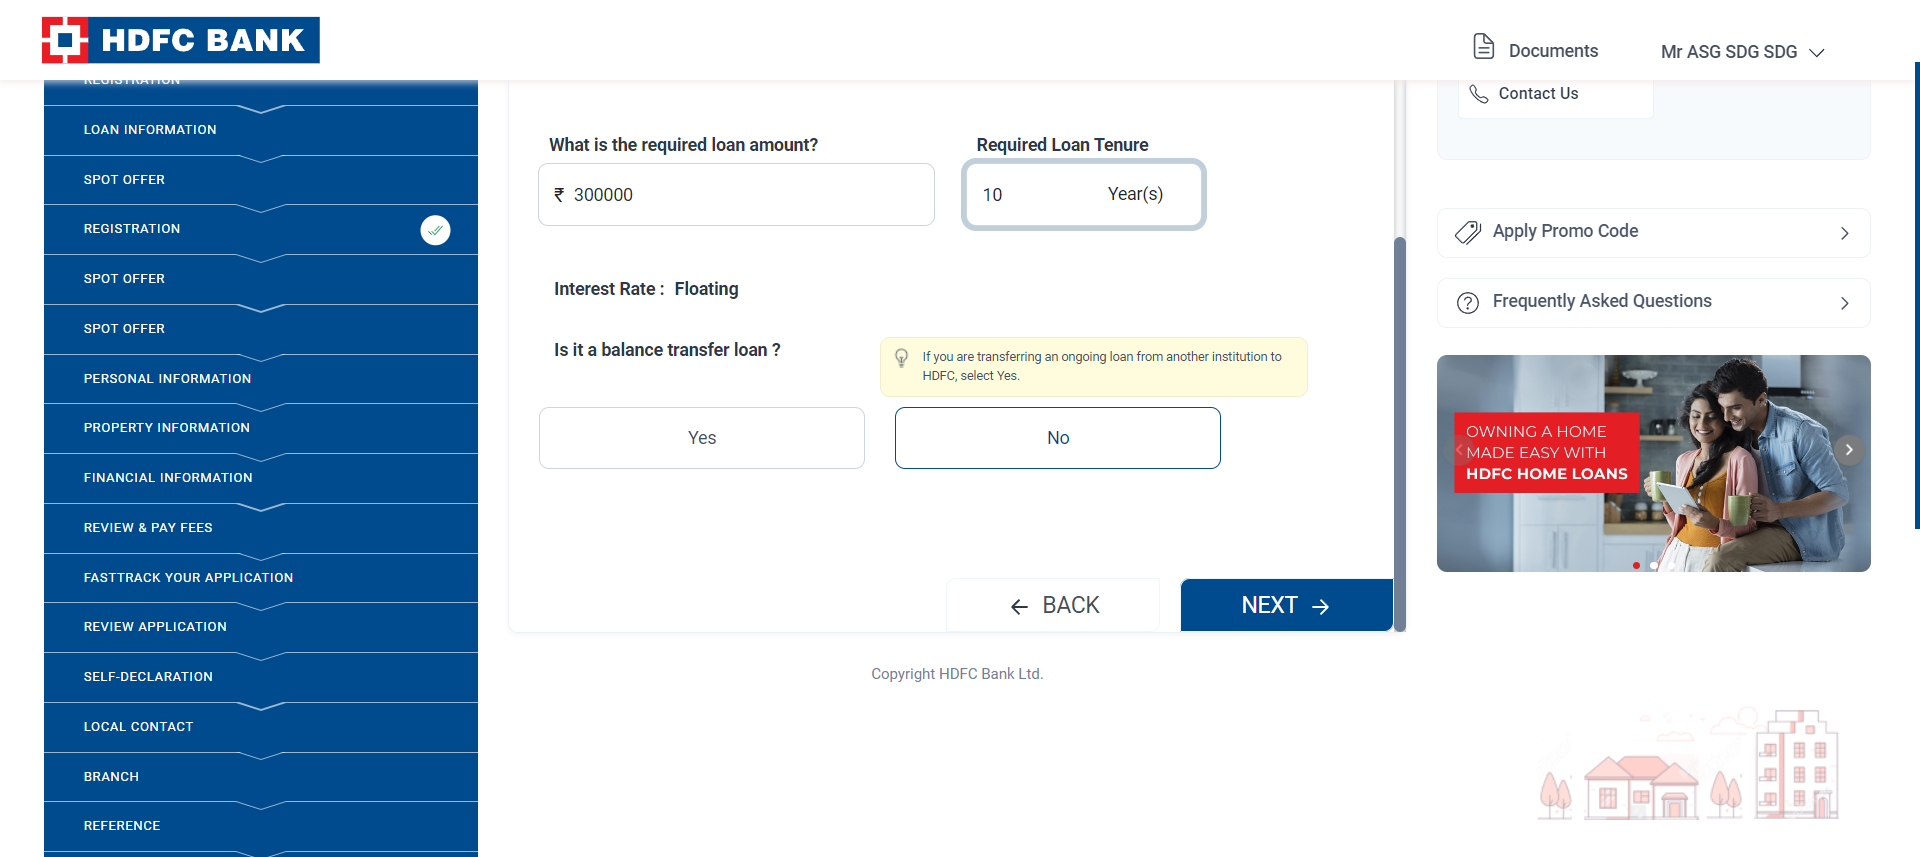 HDFC BANK
Documents
Mr ASG SDG SDG
REGISTRATION
LOAN INFORMATION
SPOT OFFER
REGISTRATION
SPOT OFFER
SPOT OFFER
PERSONAL INFORMATION
PROPERTY INFORMATION
FINANCIAL INFORMATION
REVIEW & PAY FEES
FASTTRACK YOUR APPLICATION
REVIEW APPLICATION
SELF-DECLARATION
LOCAL CONTACT
BRANCH
REFERENCE
What is the required loan amount?
₹ 300000
Required Loan Tenure
10 Year(s)
Interest Rate : Floating
Is it a balance transfer loan ?
If you are transferring an ongoing loan from another institution to
HDFC, select Yes.
Yes
No
BACK
NEXT
Copyright HDFC Bank Ltd.
Contact Us
Apply Promo Code
Frequently Asked Questions
OWNING A HOME
MADE EASY WITH
HDFC HOME LOANS